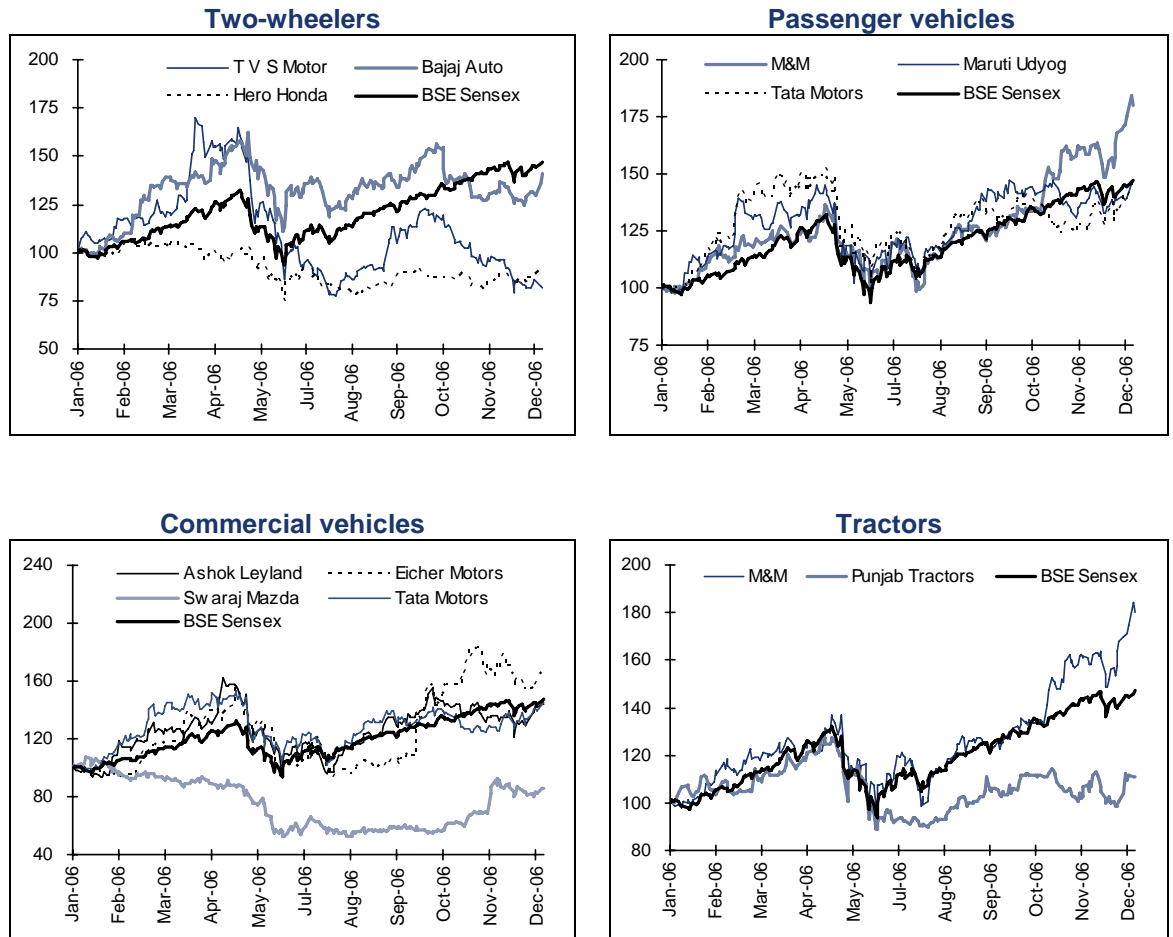 Two-wheelers
200
175
150
125
100
75
50
T V S Motor Bajaj Auto
Hero Honda BSE Sensex
Jan-06 Feb-06 Mar-06 Apr-06 May-06 Jul-06 Aug-06 Sep-06 Oct-06 Nov-06 Dec-06
Passenger vehicles
200
175
150
125
100
75
M&M Maruti Udyog
Tata Motors BSE Sensex
Jan-06 Feb-06 Mar-06 Apr-06 May-06 Jul-06 Aug-06 Sep-06 Oct-06 Nov-06 Dec-06
Commercial vehicles
240
200
160
120
80
40
Ashok Leyland Eicher Motors
Swaraj Mazda Tata Motors
BSE Sensex
Jan-06 Feb-06 Mar-06 Apr-06 May-06 Jun-06 Jul-06 Aug-06 Sep-06 Oct-06 Nov-06 Dec-06
Tractors
200
180
160
140
120
100
80
M&M Punjab Tractors BSE Sensex
Jan-06 Feb-06 Mar-06 Apr-06 May-06 Jul-06 Aug-06 Sep-06 Oct-06 Nov-06 Dec-06